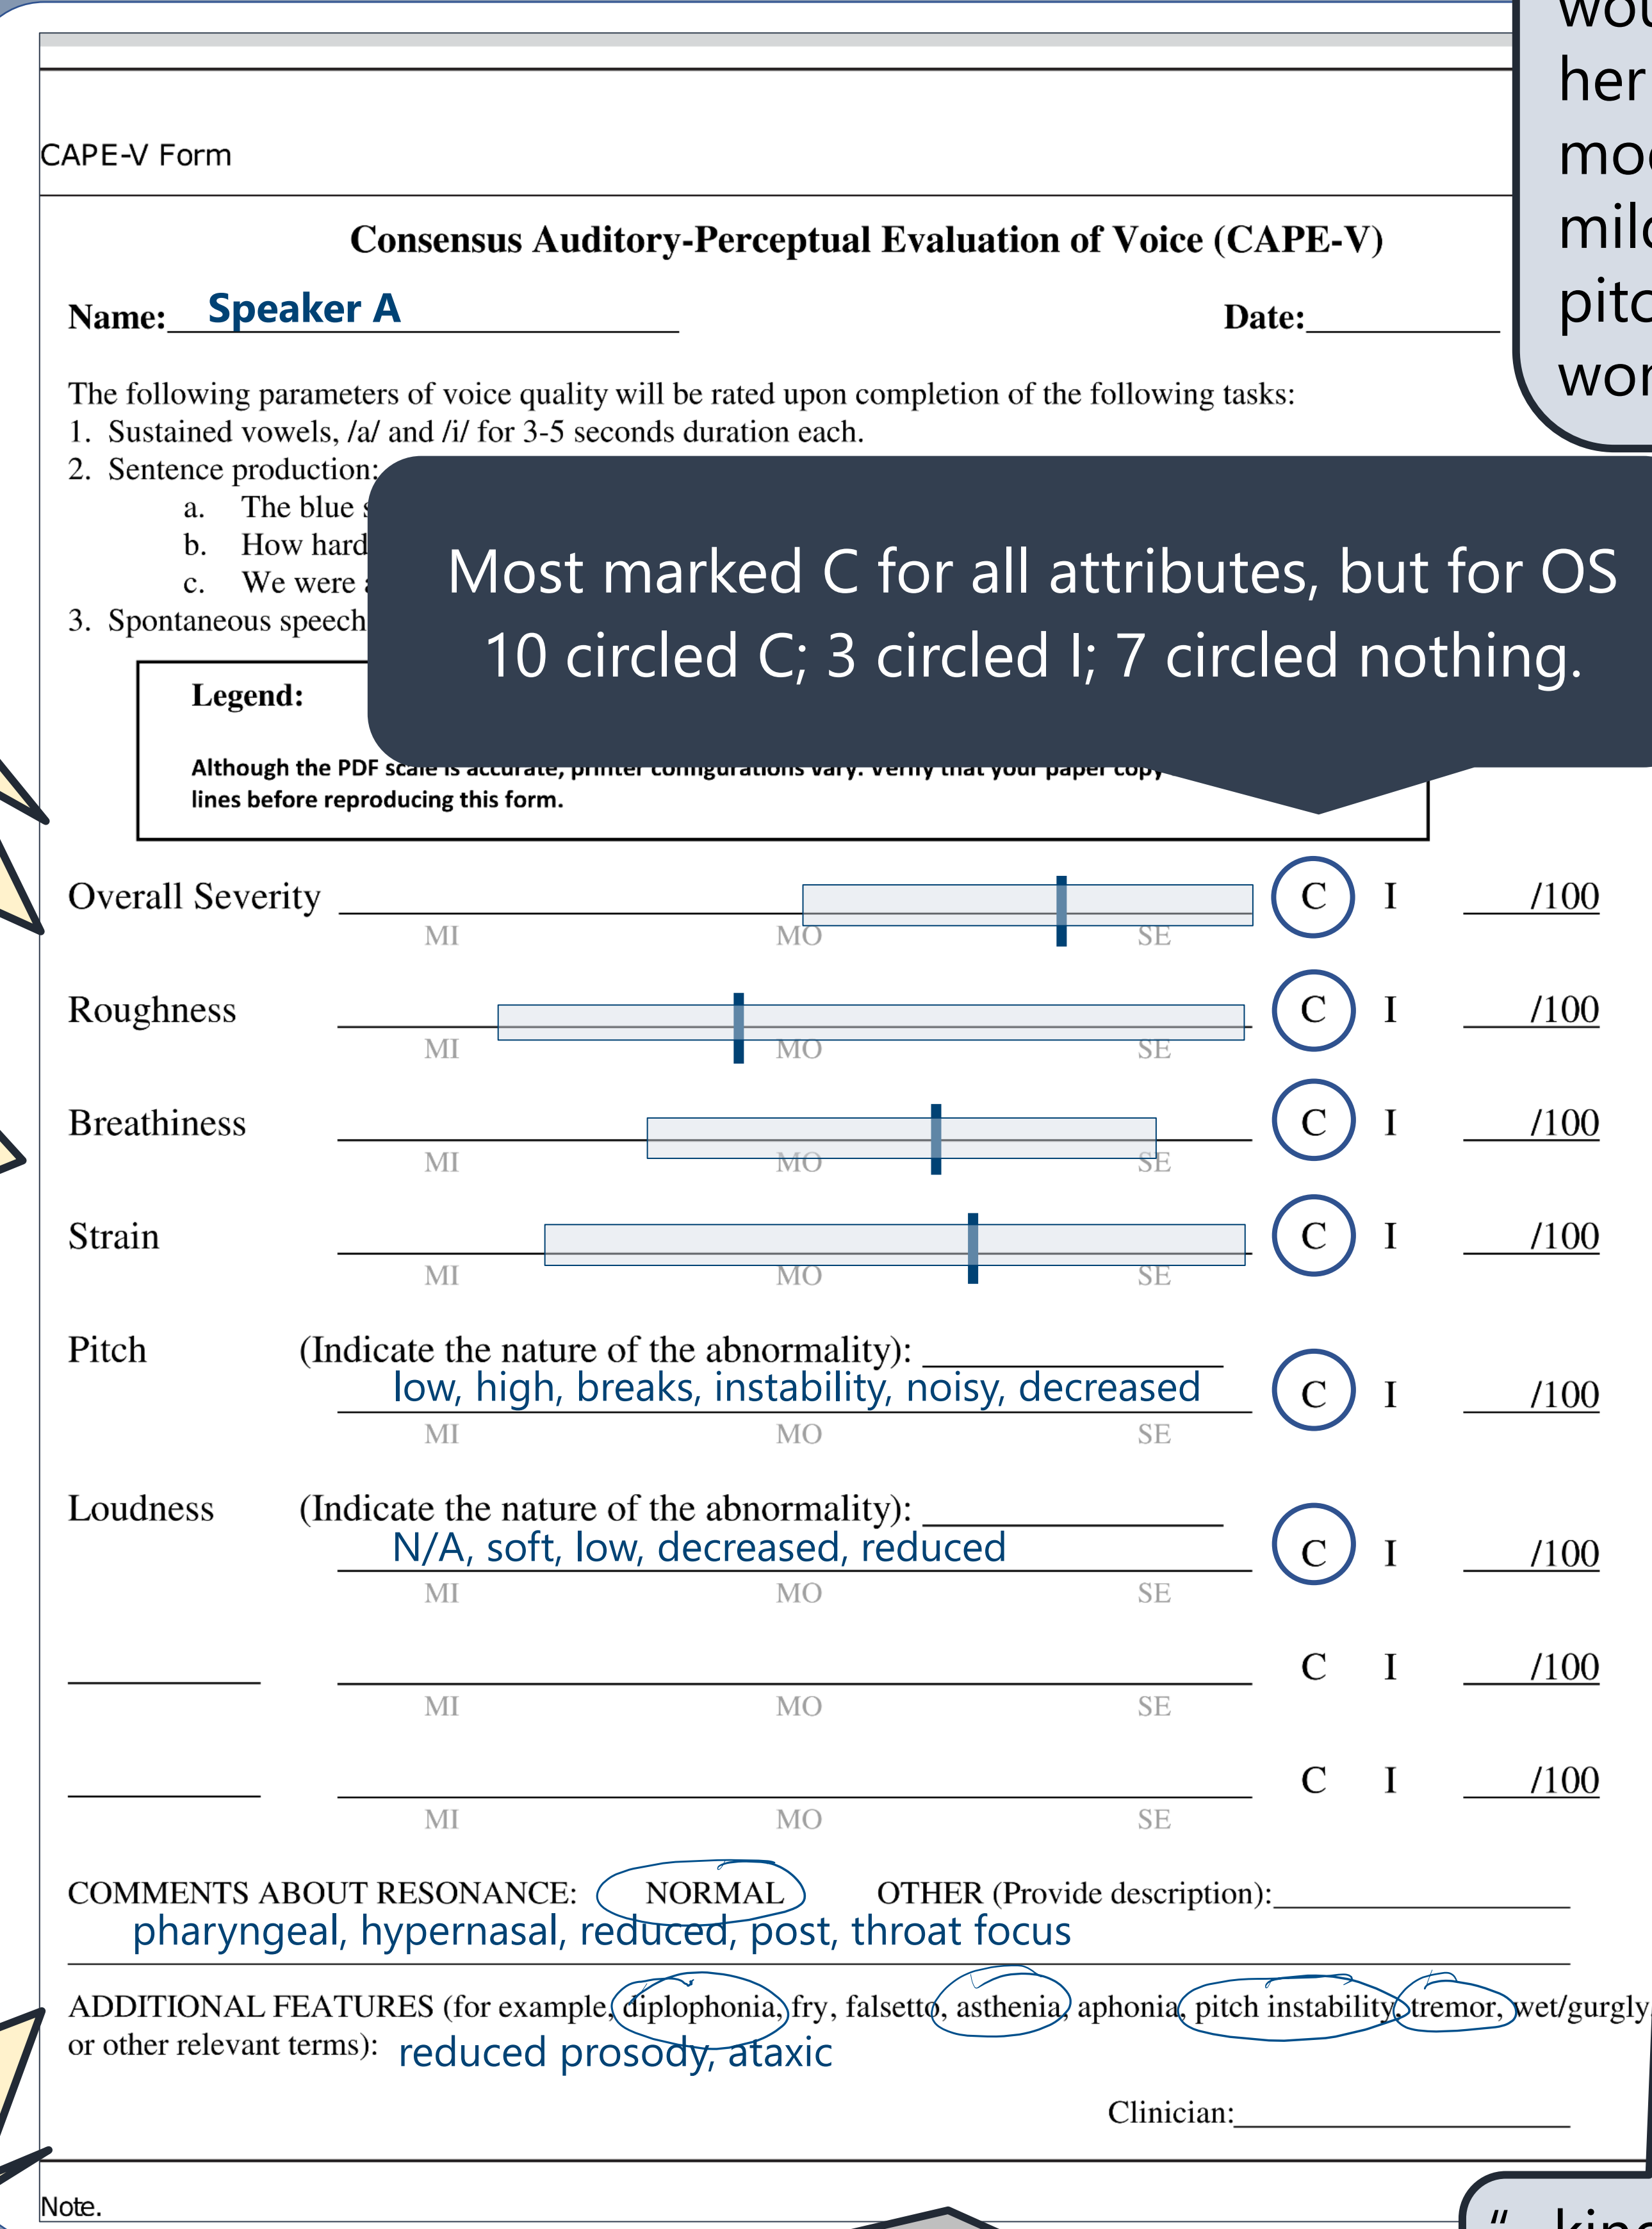 her
CAPE-V Form
Consensus Auditory-Perceptual Evaluation of Voice (CAPE-V)
Name: Speaker A Date:
The following parameters of voice quality will be rated upon completion of the following tasks:
1. Sustained vowels, /a/ and /i/ for 3-5 seconds duration each.
2. Sentence production:
a. The blue
b. How hard
c. We were
3. Spontaneous speech
Most marked C for all attributes, but for OS
10 circled C; 3 circled I; 7 circled nothing.
Legend:
Although the PDF scale is accurate, printer configurations vary. Verify that your paper copy
lines before reproducing this form.
Overall Severity C I /100
MI MO SE
Roughness C I /100
MI MO SE
Breathiness C I /100
MI MO SE
Strain C I /100
MI MO SE
Pitch (Indicate the nature of the abnormality):
low, high, breaks, instability, noisy, decreased C I /100
MI MO SE
Loudness (Indicate the nature of the abnormality):
N/A, soft, low, decreased, reduced C I /100
MI MO SE
C I /100
MI MO SE
C I /100
MI MO SE
COMMENTS ABOUT RESONANCE: NORMAL OTHER (Provide description):
pharyngeal, hypernasal, reduced, post, throat focus
ADDITIONAL FEATURES (for example, diplophonia, fry, falsetto, asthenia, aphonia, pitch instability, tremor, wet/gurgly
or other relevant terms): reduced prosody, ataxic
Clinician:
Note.